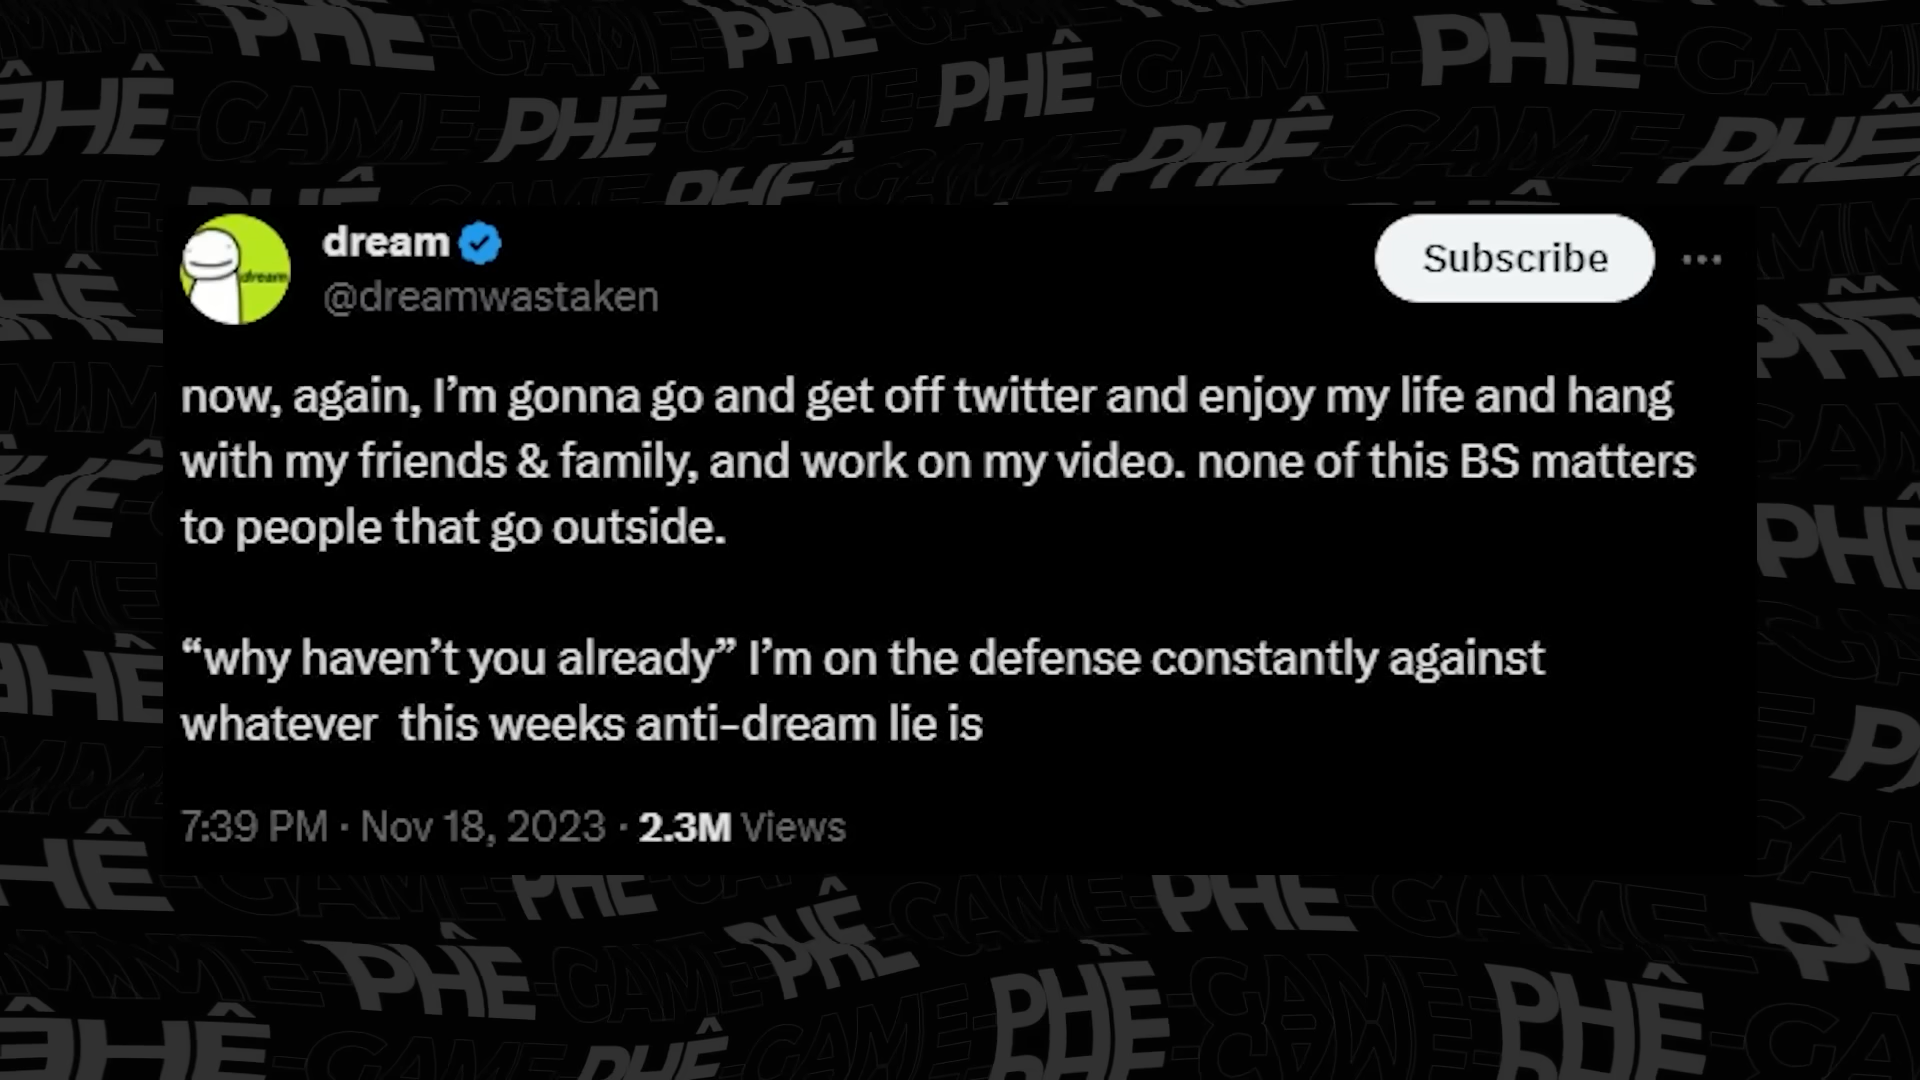 PHÊ-GAME
dream
@dreamwastaken
Subscribe
dream
now, again, I’m gonna go and get off twitter and enjoy my life and hang
with my friends & family, and work on my video. none of this BS matters
to people that go outside.
“why haven’t you already” I’m on the defense constantly against
whatever  this weeks anti-dream lie is
7:39 PM · Nov 18, 2023 · 2.3M Views